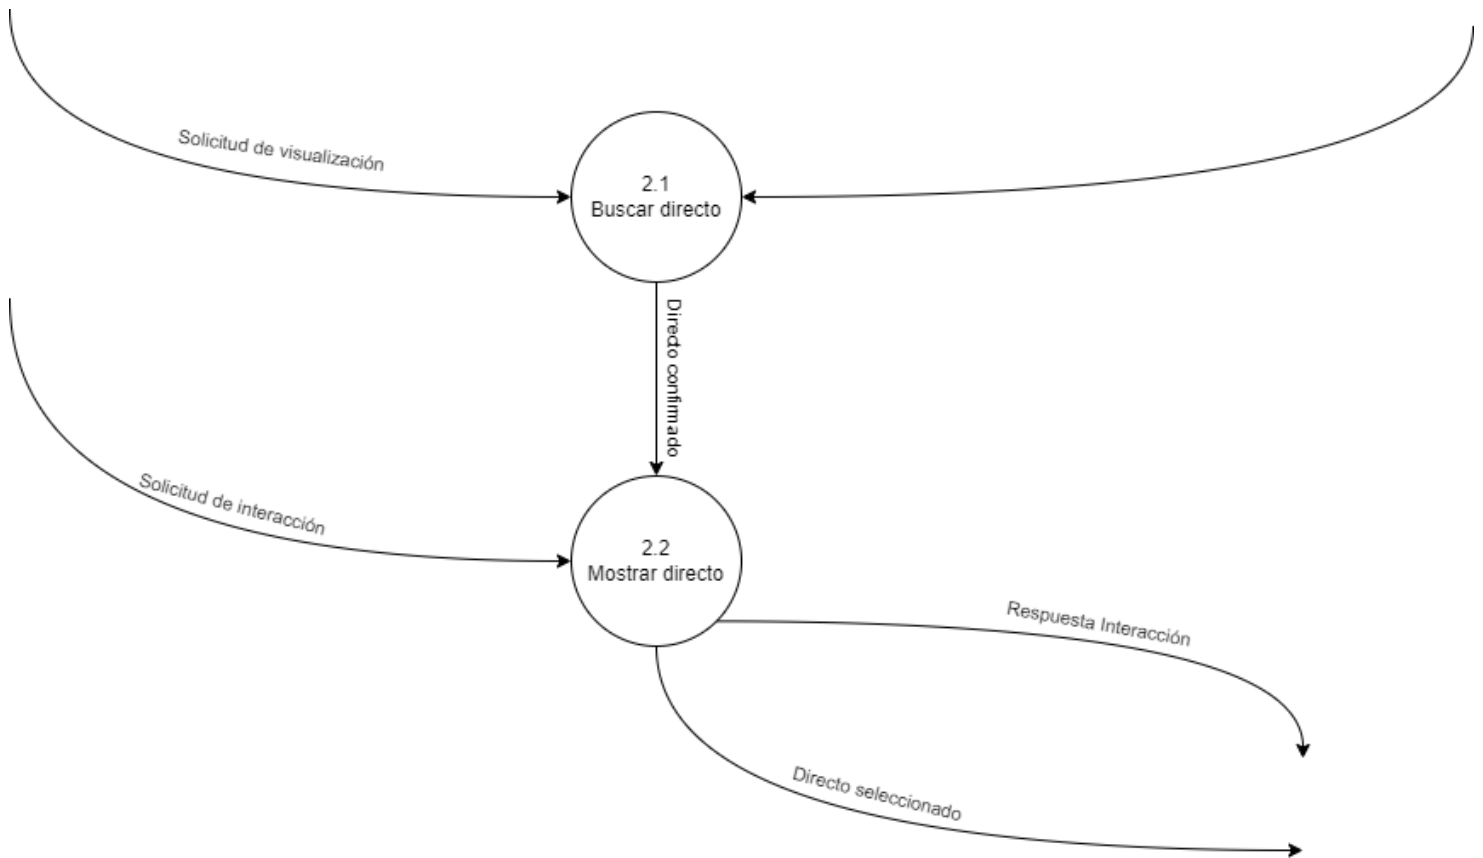 Solicitud de visualización
2.1
Buscar directo
Directo confirmado
Solicitud de interacción
2.2
Mostrar directo
Respuesta Interacción
Directo seleccionado